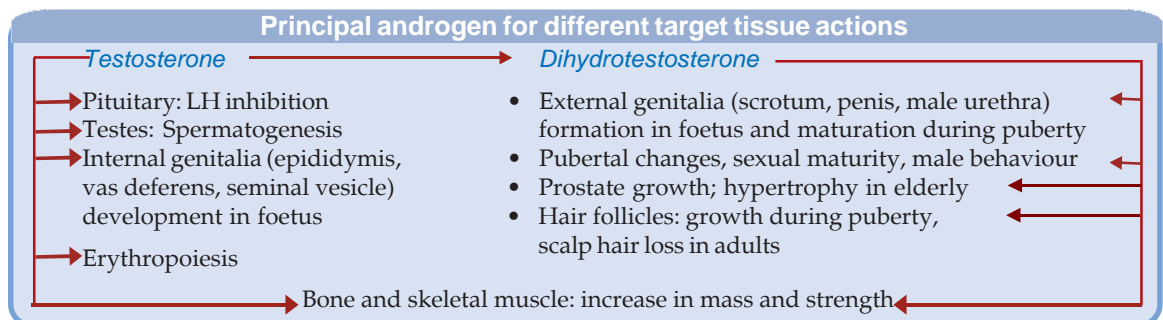 Principal androgen for different target tissue actions
Testosterone
Pituitary: LH inhibition
Testes: Spermatogenesis
Internal genitalia (epididymis,
vas deferens, seminal vesicle)
development in foetus
Erythropoiesis
Dihydrotestosterone
• External genitalia (scrotum, penis, male urethra)
formation in foetus and maturation during puberty
• Pubertal changes, sexual maturity, male behaviour
• Prostate growth; hypertrophy in elderly
• Hair follicles: growth during puberty,
scalp hair loss in adults
Bone and skeletal muscle: increase in mass and strength